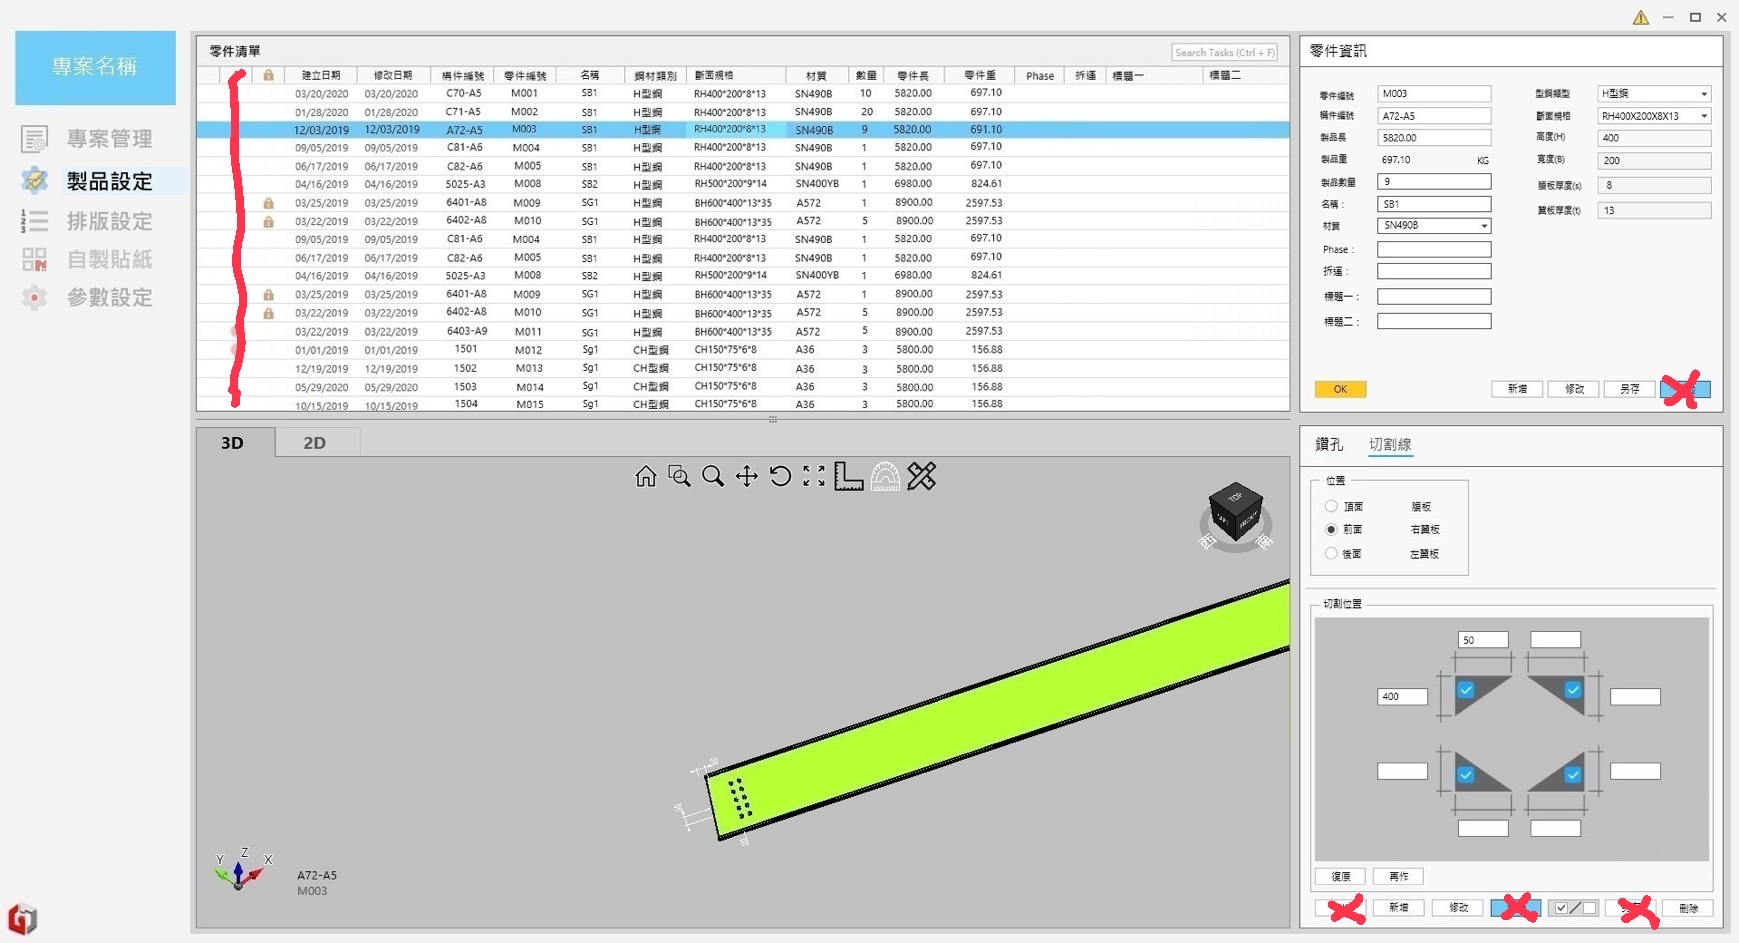 專案名稱
專案管理
製品設定
排版設定
自製貼紙
參數設定
零件清單
Search Tasks (Ctrl + F)
建立日期 修改日期 構件編號 零件編號 名稱 鋼材類別 斷面規格 材質 數量 零件長 零件重 Phase 拆運 標題一 標題二
03/20/2020 03/20/2020 C70-A5 M001 SB1 H型鋼 RH400*200*8*13 SN490B 10 5820.00 697.10
01/28/2020 01/28/2020 C71-A5 M002 SB1 H型鋼 RH400*200*8*13 SN490B 20 5820.00 697.10
12/03/2019 12/03/2019 A72-A5 M003 SB1 H型鋼 RH400*200*8*13 SN490B 9 5820.00 691.10
09/05/2019 09/05/2019 C81-A6 M004 SB1 H型鋼 RH400*200*8*13 SN490B 1 5820.00 697.10
06/17/2019 06/17/2019 C82-A6 M005 SB1 H型鋼 RH400*200*8*13 SN490B 1 5820.00 697.10
04/16/2019 04/16/2019 5025-A3 M008 SB2 H型鋼 RH500*200*9*14 SN400YB 1 6980.00 824.61
03/25/2019 03/25/2019 6401-A8 M009 SG1 H型鋼 BH600*400*13*35 A572 1 8900.00 2597.53
03/22/2019 03/22/2019 6402-A8 M010 SG1 H型鋼 BH600*400*13*35 A572 5 8900.00 2597.53
09/05/2019 09/05/2019 C81-A6 M004 SB1 H型鋼 RH400*200*8*13 SN490B 1 5820.00 697.10
06/17/2019 06/17/2019 C82-A6 M005 SB1 H型鋼 RH400*200*8*13 SN490B 1 5820.00 697.10
04/16/2019 04/16/2019 5025-A3 M008 SB2 H型鋼 RH500*200*9*14 SN400YB 1 6980.00 824.61
03/25/2019 03/25/2019 6401-A8 M009 SG1 H型鋼 BH600*400*13*35 A572 1 8900.00 2597.53
03/22/2019 03/22/2019 6402-A8 M010 SG1 H型鋼 BH600*400*13*35 A572 5 8900.00 2597.53
03/22/2019 03/22/2019 6403-A9 M011 SG1 H型鋼 BH600*400*13*35 A572 5 8900.00 2597.53
01/01/2019 01/01/2019 1501 M012 Sg1 CH型鋼 CH150*75*6*8 A36 3 5800.00 156.88
12/19/2019 12/19/2019 1502 M013 Sg1 CH型鋼 CH150*75*6*8 A36 3 5800.00 156.88
05/29/2020 05/29/2020 1503 M014 Sg1 CH型鋼 CH150*75*6*8 A36 3 5800.00 156.88
10/15/2019 10/15/2019 1504 M015 Sg1 CH型鋼 CH150*75*6*8 A36 3 5800.00 156.88
零件資訊
零件編號 M003 型鋼類型 H型鋼
構件編號 A72-A5 斷面規格 RH400X200X8X13
製品長 5820.00 高度(H) 400
製品重 697.10 KG 寬度(B) 200
製品數量 9 腹板厚度(s) 8
名稱： SB1 翼板厚度(t) 13
材質 SN490B
Phase：
拆運：
標題一：
標題二：
OK 新增 修改 另存
3D 2D
TOP
FRONT
西 南
Y Z X
A72-A5
M003
鑽孔 切割線
位置
頂面 腹板
前面 右翼板
後面 左翼板
切割位置
50
400
復原 再作
新增 修改 刪除